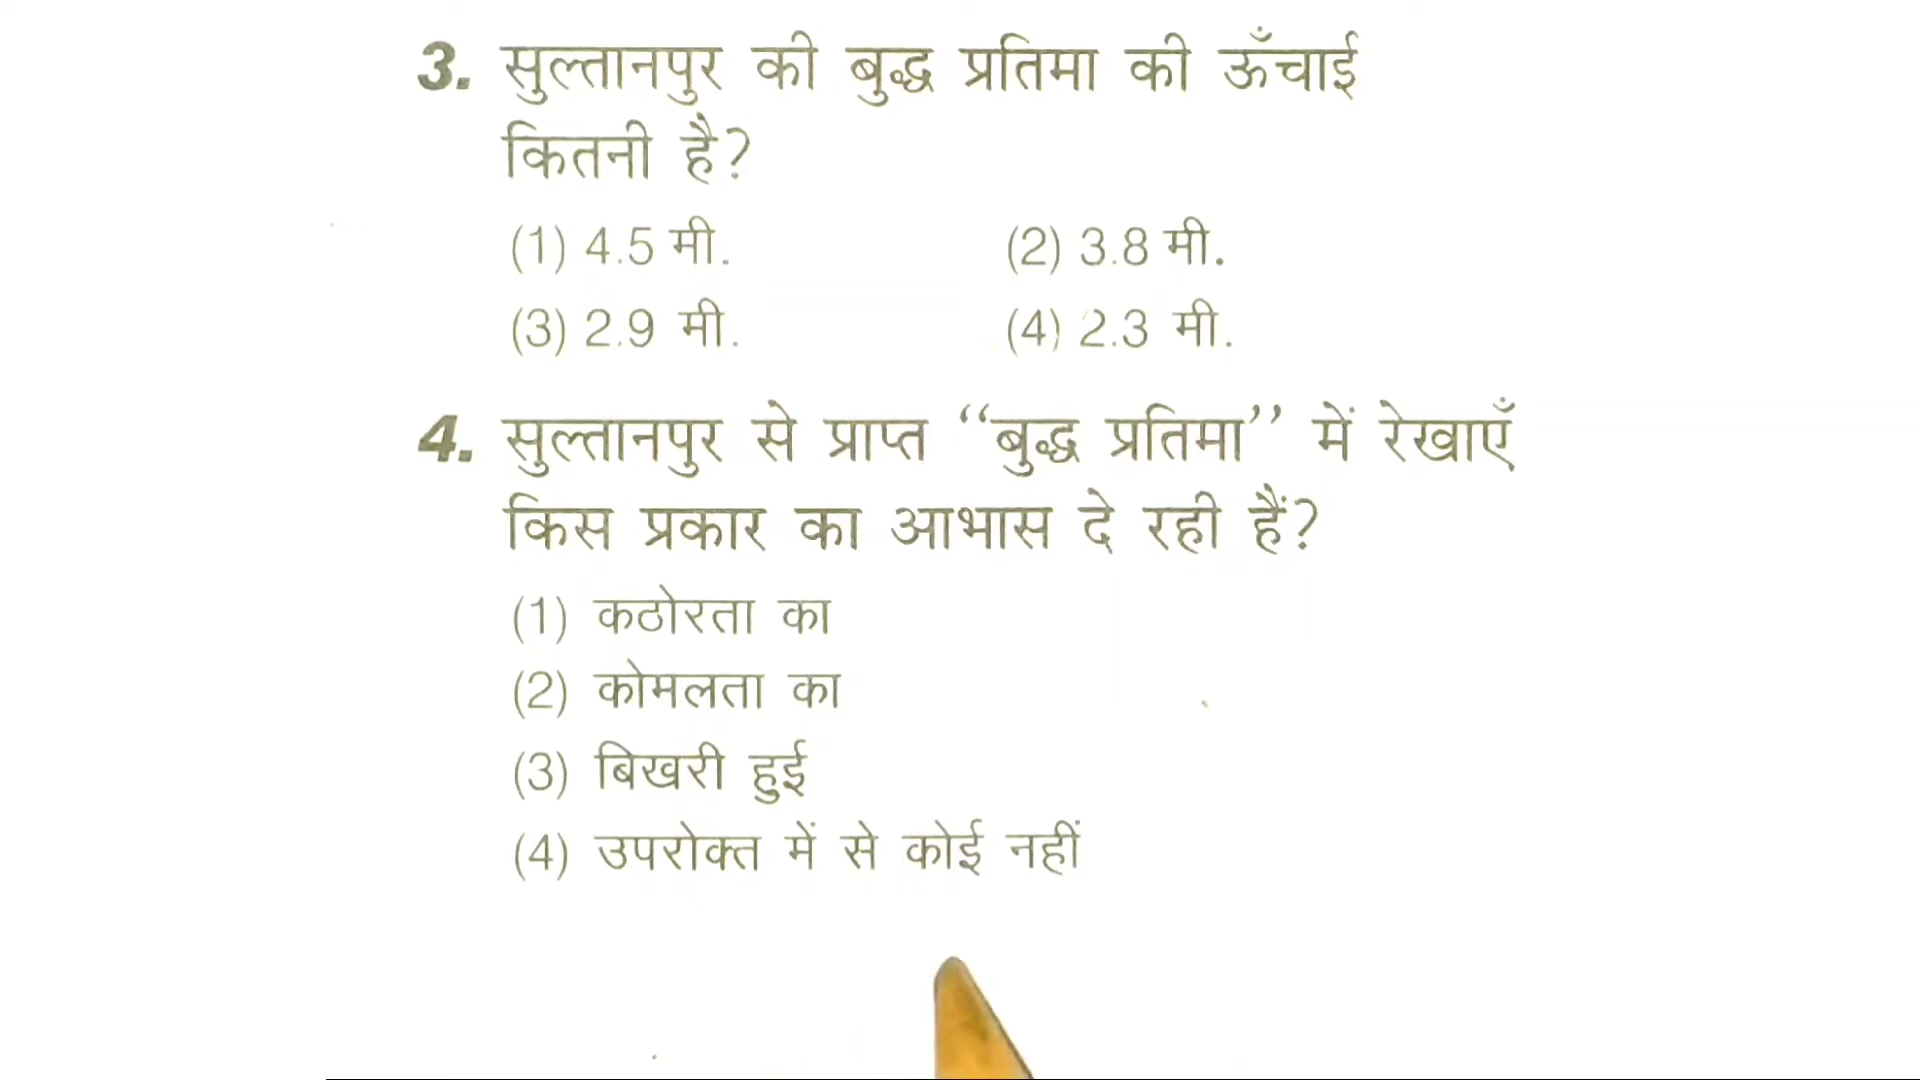 3. सुल्तानपुर की बुद्ध प्रतिमा की ऊँचाई
कितनी है?
(1) 4.5 मी. (2) 3.8 मी.
(3) 2.9 मी. (4) 2.3 मी.
4. सुल्तानपुर से प्राप्त ‘‘बुद्ध प्रतिमा’’ में रेखाएँ
किस प्रकार का आभास दे रही हैं?
(1) कठोरता का
(2) कोमलता का
(3) बिखरी हुई
(4) उपरोक्त में से कोई नहीं